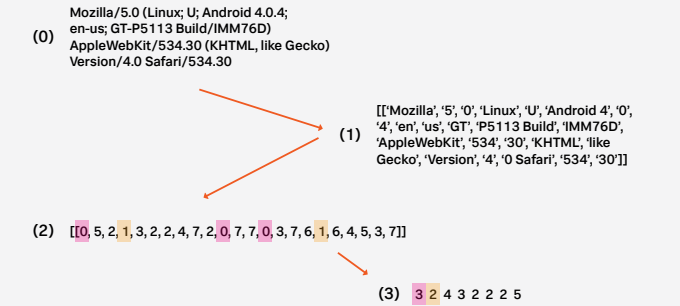 (0)
Mozilla/5.0 (Linux; U; Android 4.0.4;
en-us; GT-P5113 Build/IMM76D)
AppleWebKit/534.30 (KHTML, like Gecko)
Version/4.0 Safari/534.30
(1)
[[‘Mozilla’, ‘5’, ‘0’, ‘Linux’, ‘U’, ‘Android 4’, ‘0’,
‘4’, ‘en’, ‘us’, ‘GT’, ‘P5113 Build’, ‘IMM76D’,
‘AppleWebKit’, ‘534’, ‘30’, ‘KHTML’, ‘like
Gecko’, ‘Version’, ‘4’, ‘0 Safari’, ‘534’, ‘30’]]
(2) [[0, 5, 2, 1, 3, 2, 2, 4, 7, 2, 0, 7, 7, 0, 3, 7, 6, 1, 6, 4, 5, 3, 7]]
(3) 3 2 4 3 2 2 2 5